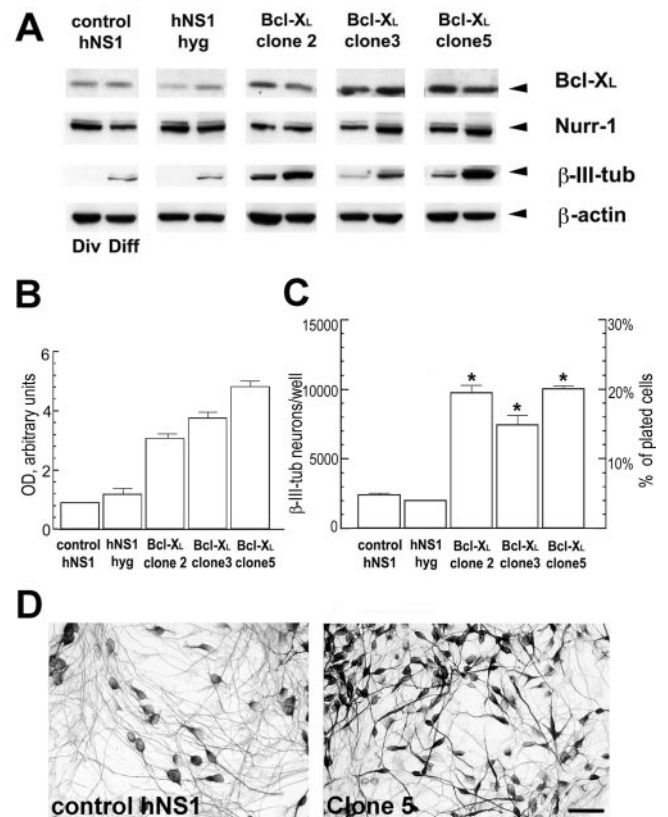 A
control hNS1
hNS1 hyg
Bcl-XL clone 2
Bcl-XL clone3
Bcl-XL clone5
Bcl-XL
Nurr-1
β-III-tub
β-actin
Div Diff
B
OD, arbitrary units
6
4
2
0
control hNS1
hNS1 hyg
Bcl-XL clone 2
Bcl-XL clone3
Bcl-XL clone5
C
β-III-tub neurons/well
15000
10000
5000
0
30%
20%
10%
% of plated cells
* * *
control hNS1
hNS1 hyg
Bcl-XL clone 2
Bcl-XL clone3
Bcl-XL clone5
D
control hNS1
Clone 5